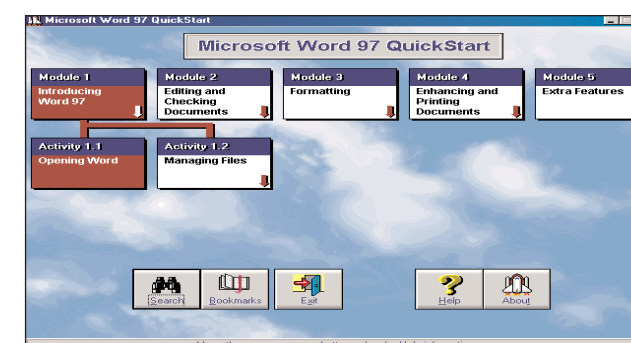 Microsoft Word 97 QuickStart
Microsoft Word 97 QuickStart
Module 1
Introducing
Word 97
Module 2
Editing and
Checking
Documents
Module 3
Formatting
Module 4
Enhancing and
Printing
Documents
Module 5
Extra Features
Activity 1.1
Opening Word
Activity 1.2
Managing Files
Search
Bookmarks
Exit
Help
About